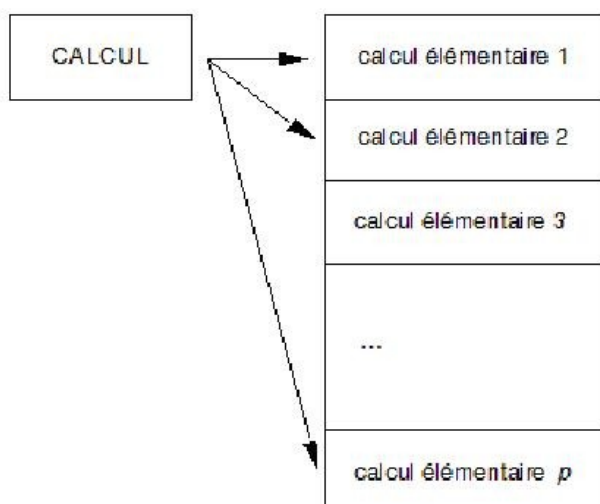 CALCUL
calcul élémentaire 1
calcul élémentaire 2
calcul élémentaire 3
...
calcul élémentaire p